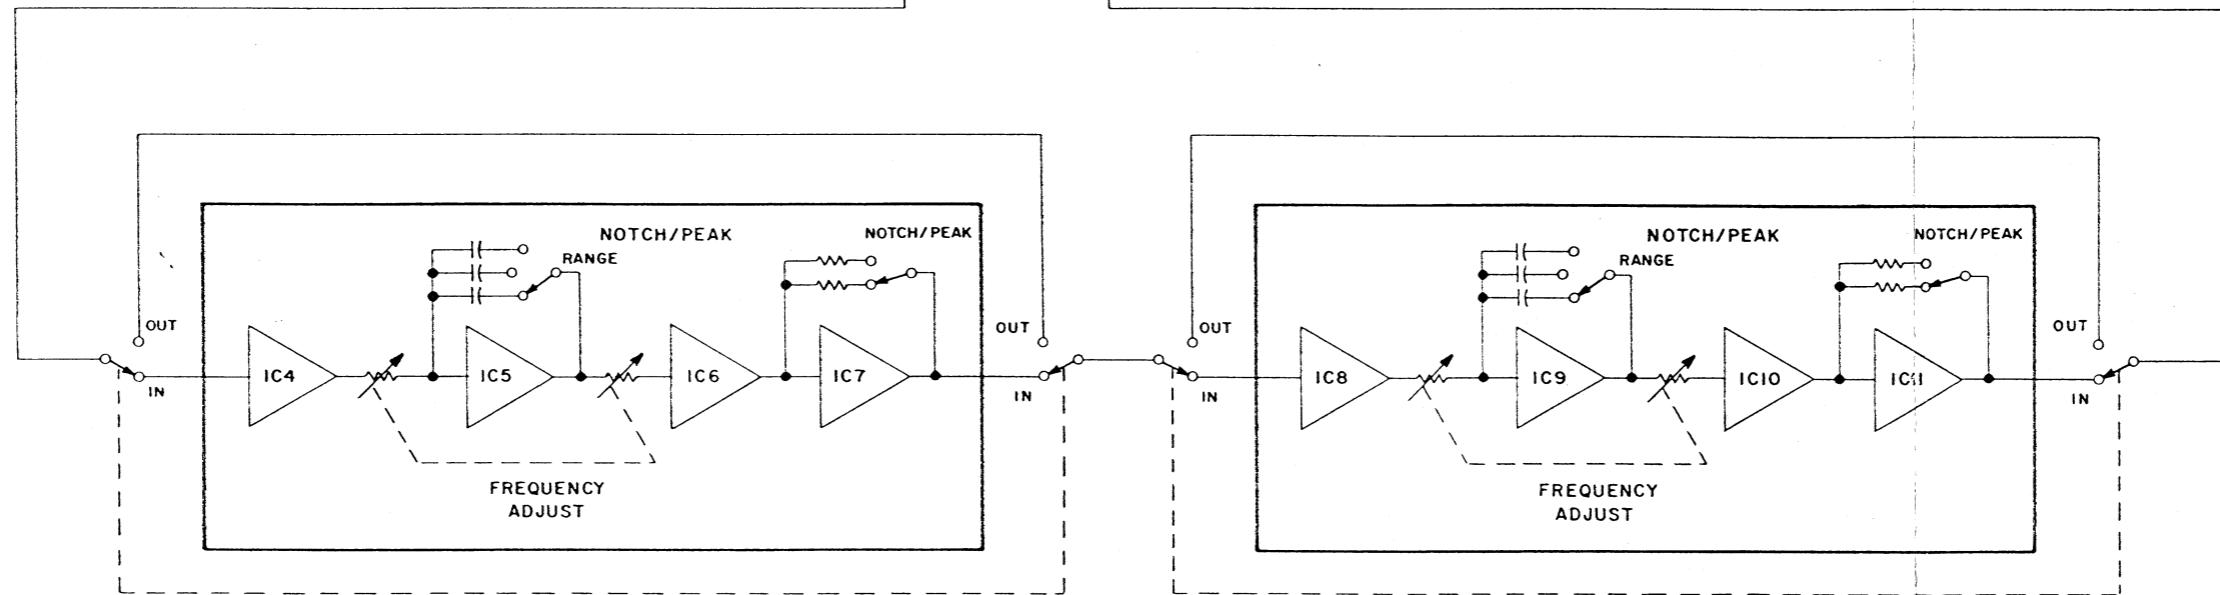 NOTCH/PEAK
NOTCH/PEAK
RANGE
OUT
IN
IC4
IC5
IC6
IC7
FREQUENCY
ADJUST
OUT
IN
OUT
IN
NOTCH/PEAK
NOTCH/PEAK
RANGE
IC8
IC9
IC10
IC11
FREQUENCY
ADJUST
OUT
IN